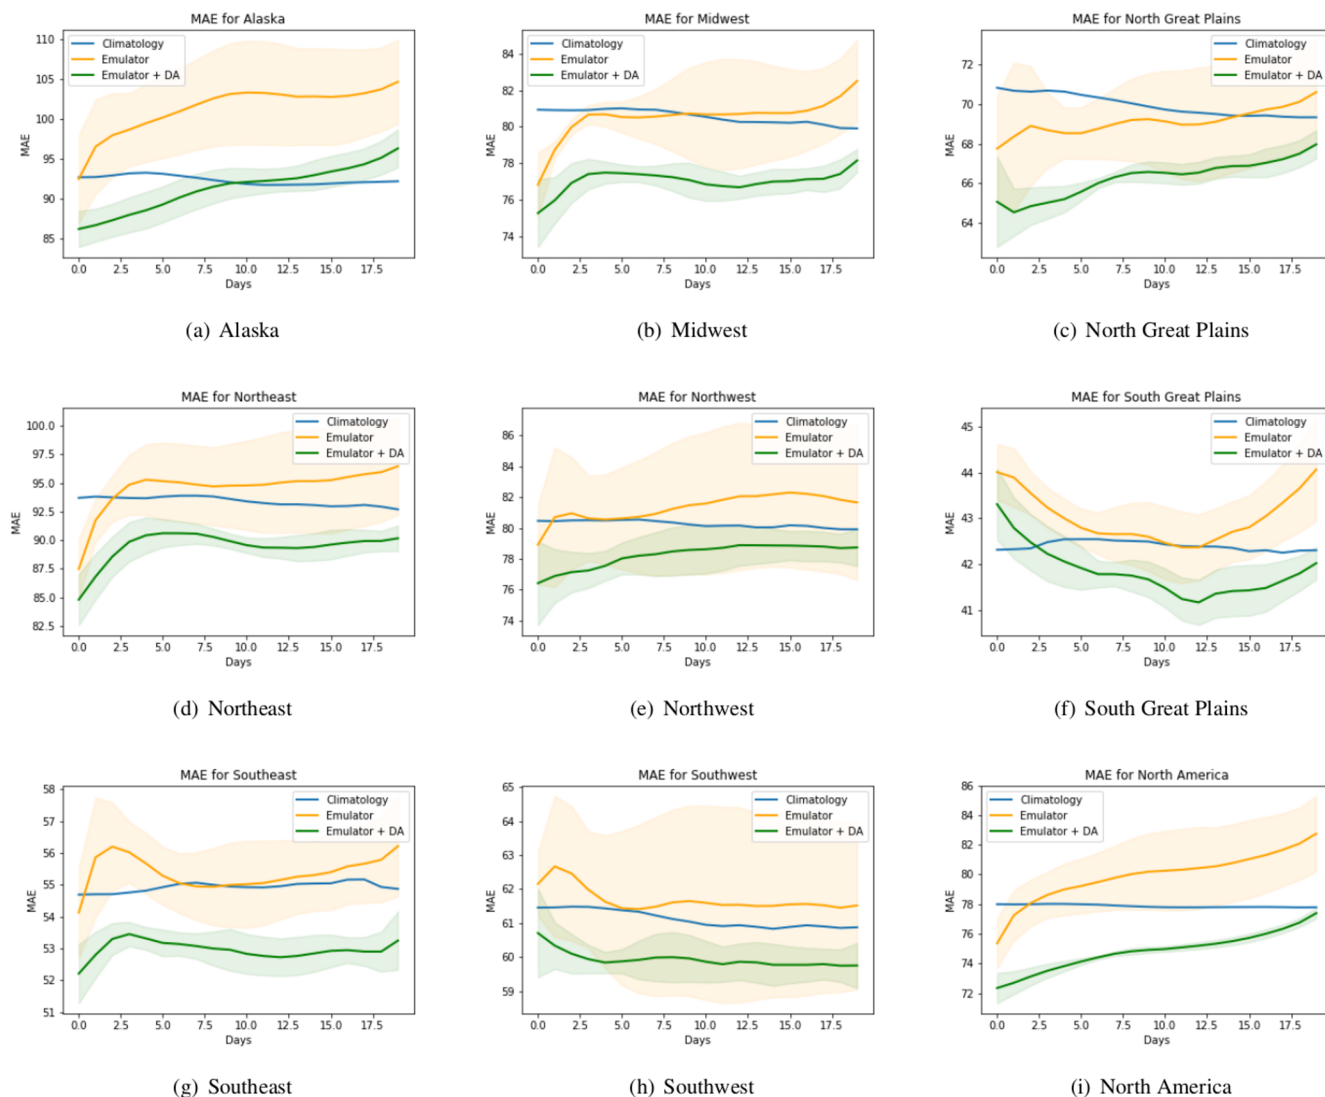 MAE for Alaska
Climatology
Emulator
Emulator + DA
110
105
100
95
90
85
MAE
0.0 2.5 5.0 7.5 10.0 12.5 15.0 17.5
Days
(a) Alaska
MAE for Midwest
Climatology
Emulator
Emulator + DA
84
82
80
78
76
74
MAE
0.0 2.5 5.0 7.5 10.0 12.5 15.0 17.5
Days
(b) Midwest
MAE for North Great Plains
Climatology
Emulator
Emulator + DA
72
70
68
66
64
MAE
0.0 2.5 5.0 7.5 10.0 12.5 15.0 17.5
Days
(c) North Great Plains
MAE for Northeast
Climatology
Emulator
Emulator + DA
100.0
97.5
95.0
92.5
90.0
87.5
85.0
82.5
MAE
0.0 2.5 5.0 7.5 10.0 12.5 15.0 17.5
Days
(d) Northeast
MAE for Northwest
Climatology
Emulator
Emulator + DA
86
84
82
80
78
76
74
MAE
0.0 2.5 5.0 7.5 10.0 12.5 15.0 17.5
Days
(e) Northwest
MAE for South Great Plains
Climatology
Emulator
Emulator + DA
45
44
43
42
41
MAE
0.0 2.5 5.0 7.5 10.0 12.5 15.0 17.5
Days
(f) South Great Plains
MAE for Southeast
Climatology
Emulator
Emulator + DA
58
57
56
55
54
53
52
51
MAE
0.0 2.5 5.0 7.5 10.0 12.5 15.0 17.5
Days
(g) Southeast
MAE for Southwest
Climatology
Emulator
Emulator + DA
65
64
63
62
61
60
59
MAE
0.0 2.5 5.0 7.5 10.0 12.5 15.0 17.5
Days
(h) Southwest
MAE for North America
Climatology
Emulator
Emulator + DA
86
84
82
80
78
76
74
72
MAE
0.0 2.5 5.0 7.5 10.0 12.5 15.0 17.5
Days
(i) North America